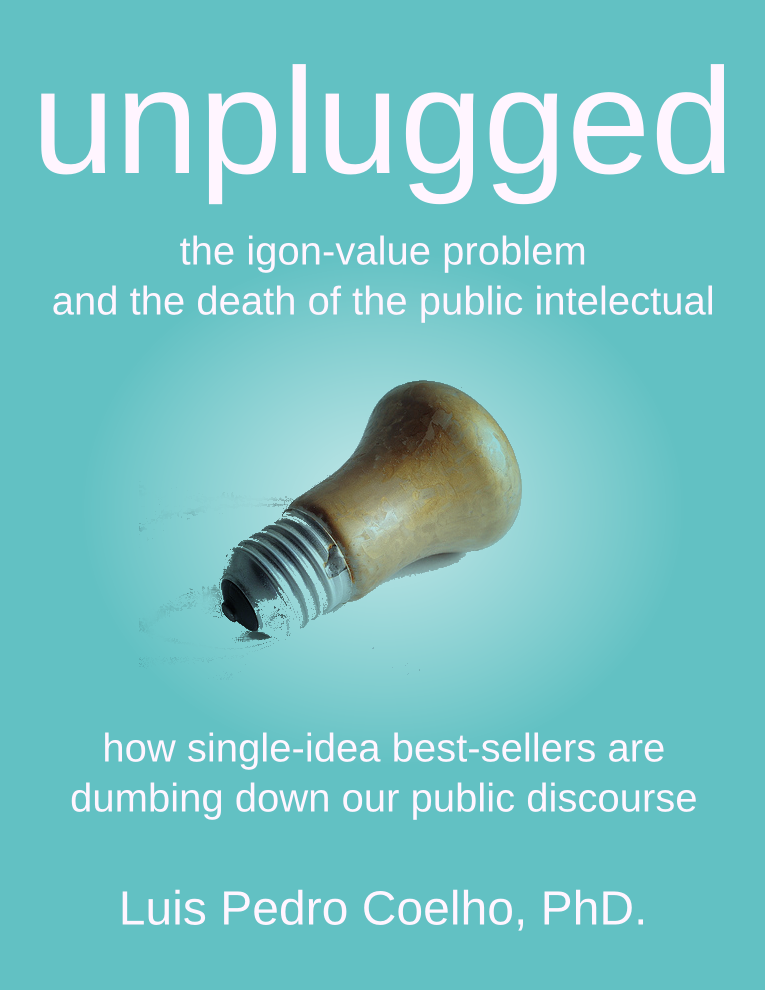 unplugged
the igon-value problem
and the death of the public intelectual
how single-idea best-sellers are
dumbing down our public discourse
Luis Pedro Coelho, PhD.